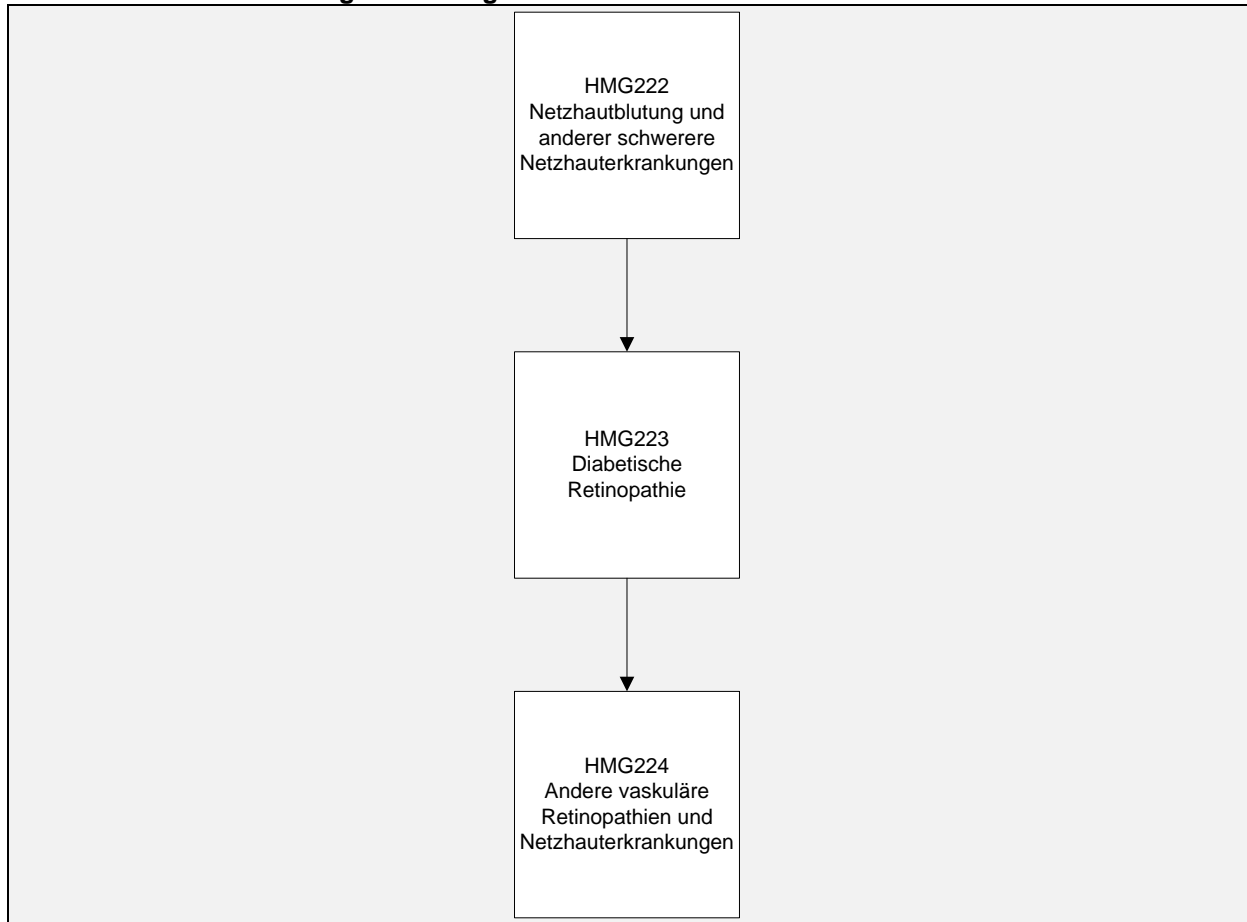 HMG222
Netzhautblutung und
anderer schwerere
Netzhauterkrankungen
HMG223
Diabetische
Retinopathie
HMG224
Andere vaskuläre
Retinopathien und
Netzhauterkrankungen